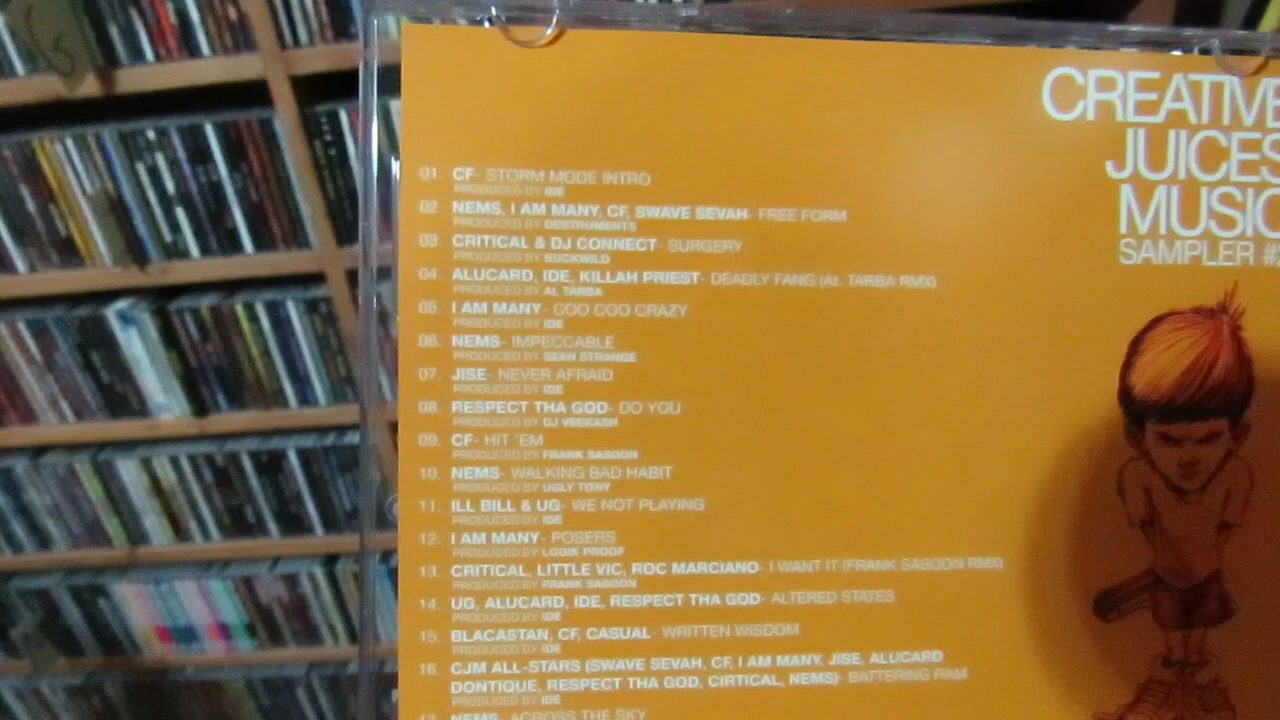 CREATIVE
JUICES
MUSIC
SAMPLER #2
01. CF- STORM MODE INTRO
PRODUCED BY IDE
02. NEMS, I AM MANY, CF, SWAVE SEVAH- FREE FORM
PRODUCED BY DESTRUMENTS
03. CRITICAL & DJ CONNECT- SURGERY
PRODUCED BY BUCKWILD
04. ALUCARD, IDE, KILLAH PRIEST- DEADLY FANG (AL TARBA RMX)
PRODUCED BY AL TARBA
05. I AM MANY- COO COO CRAZY
PRODUCED BY IDE
06. NEMS- IMPECCABLE
PRODUCED BY SEAN STRANGE
07. JISE- NEVER AFRAID
PRODUCED BY IDE
08. RESPECT THA GOD- DO YOU
PRODUCED BY DJ VEEKASH
09. CF- HIT 'EM
PRODUCED BY FRANK SASOON
10. NEMS- WALKING BAD HABIT
PRODUCED BY UGLY TONY
11. ILL BILL & UG- WE NOT PLAYING
PRODUCED BY IDE
12. I AM MANY- POSERS
PRODUCED BY LOGIK PROOF
13. CRITICAL, LITTLE VIC, ROC MARCIANO- I WANT IT (FRANK SASOON RMX)
PRODUCED BY FRANK SASOON
14. UG, ALUCARD, IDE, RESPECT THA GOD- ALTERED STATES
PRODUCED BY IDE
15. BLACASTAN, CF, CASUAL- WRITTEN WISDOM
PRODUCED BY IDE
16. CJM ALL-STARS (SWAVE SEVAH, CF, I AM MANY, JISE, ALUCARD
DONTIQUE, RESPECT THA GOD, CIRTICAL, NEMS)- BATTERING RAM
PRODUCED BY IDE
17. NEMS- ACROSS THE SKY